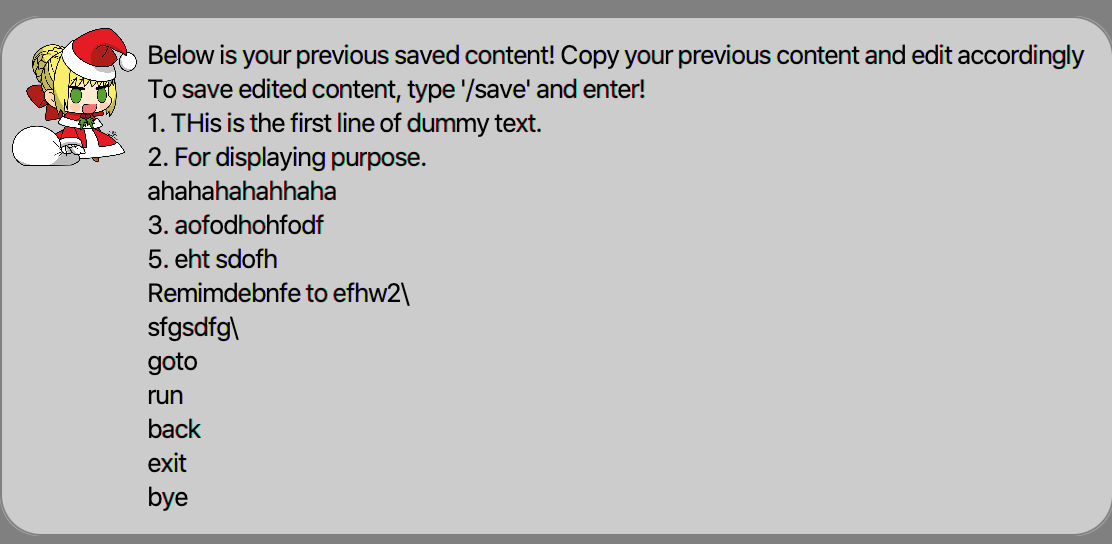 Below is your previous saved content! Copy your previous content and edit accordingly
To save edited content, type '/save' and enter!
1. THis is the first line of dummy text.
2. For displaying purpose.
ahahahahahhaha
3. aofodhohfodf
5. eht sdofh
Remimdebnfe to efhw2\
sfgsdfg\
goto
run
back
exit
bye